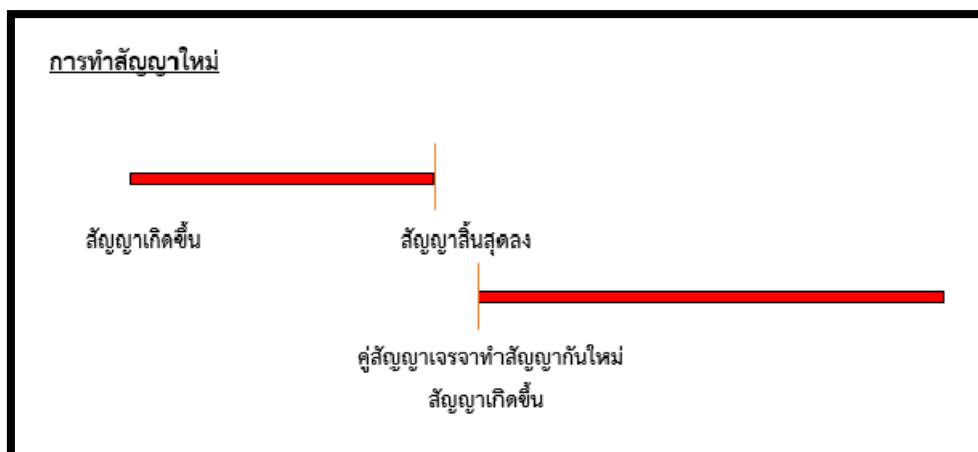 การทำสัญญาใหม่
สัญญาเกิดขึ้น สัญญาสิ้นสุดลง
คู่สัญญาเจรจาทำสัญญากันใหม่
สัญญาเกิดขึ้น